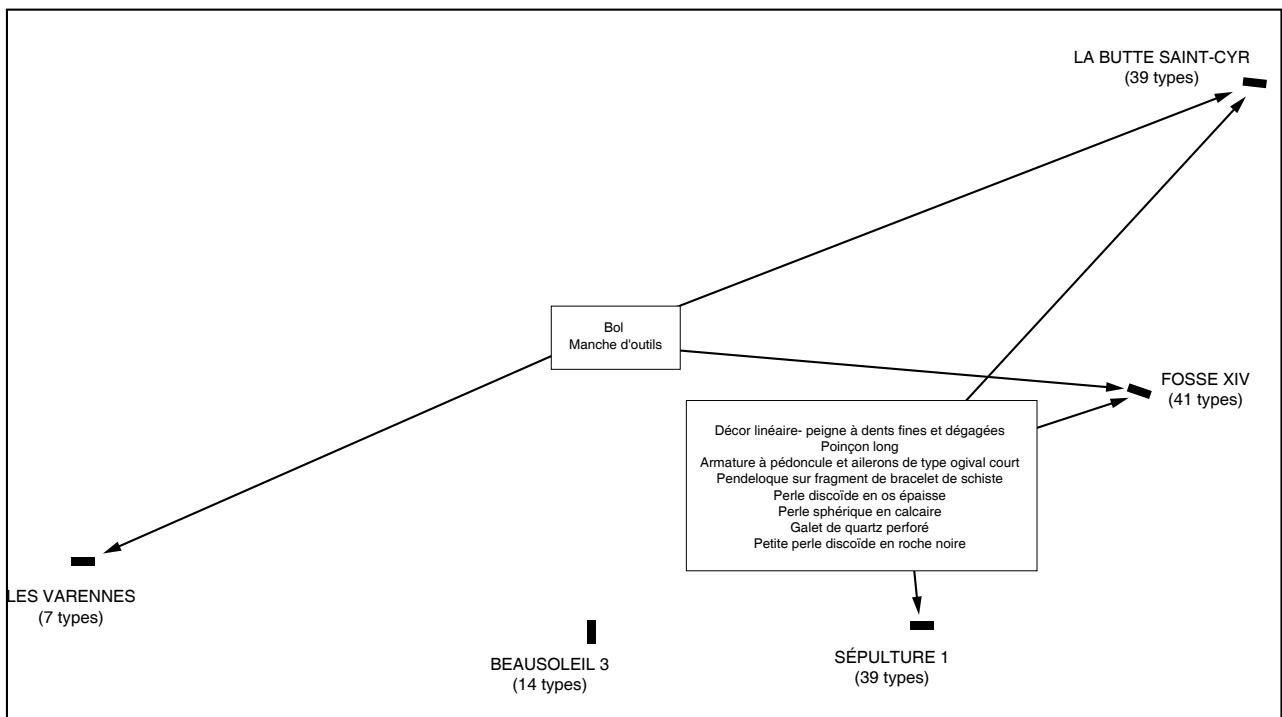 LA BUTTE SAINT-CYR
(39 types)
Bol
Manche d'outils
FOSSE XIV
(41 types)
Décor linéaire- peigne à dents fines et dégagées
Poinçon long
Armature à pédoncule et ailerons de type ogival court
Pendeloque sur fragment de bracelet de schiste
Perle discoïde en os épaisse
Perle sphérique en calcaire
Galet de quartz perforé
Petite perle discoïde en roche noire
LES VARENNES
(7 types)
BEAUSOLEIL 3
(14 types)
SÉPULTURE 1
(39 types)